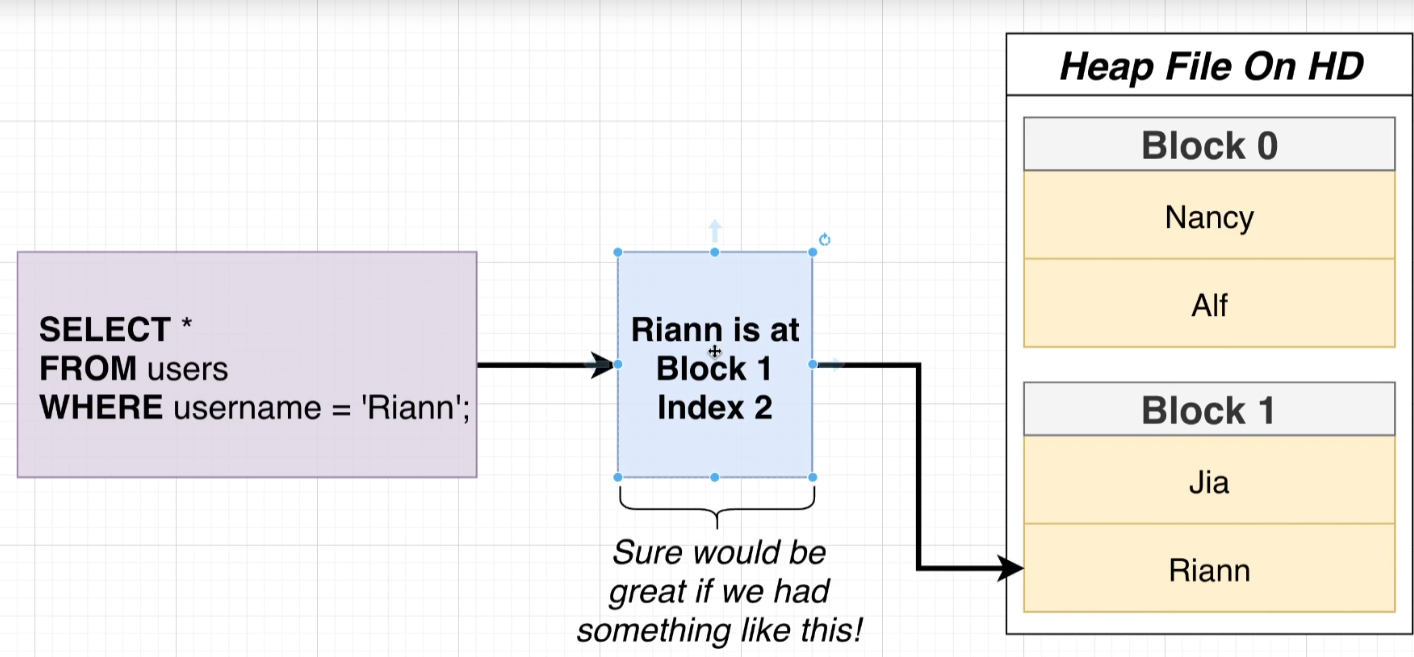 SELECT *
FROM users
WHERE username = 'Riann';
Riann is at
Block 1
Index 2
Sure would be
great if we had
something like this!
Heap File On HD
Block 0
Nancy
Alf
Block 1
Jia
Riann